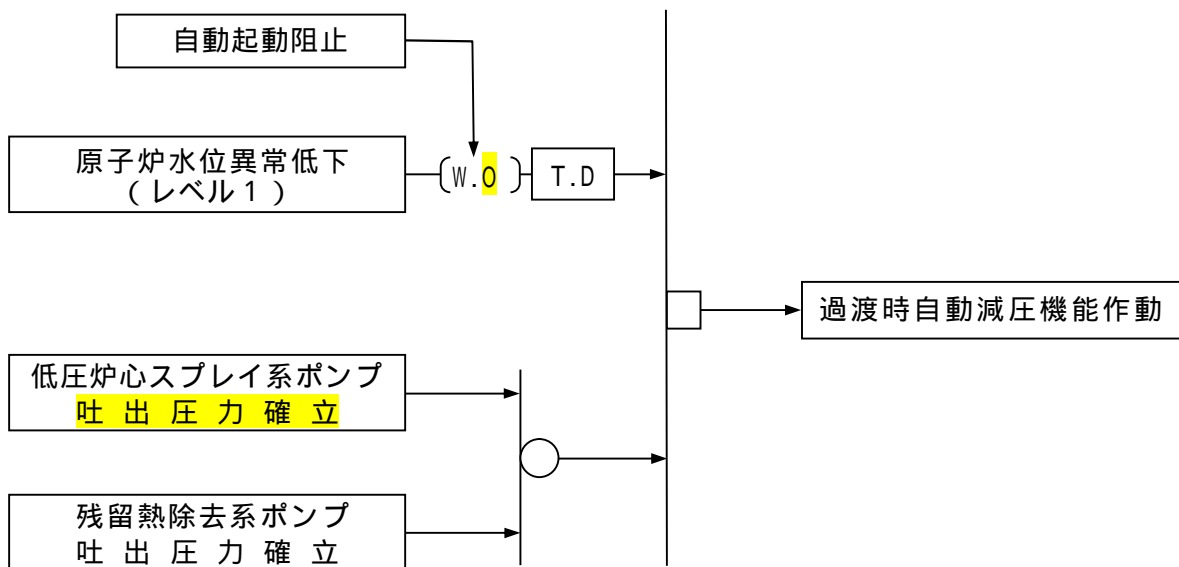 自動起動阻止
原子炉水位異常低下
(レベル1)
W.O
T.D
過渡時自動減圧機能作動
低圧炉心スプレイ系ポンプ
吐出圧力確立
残留熱除去系ポンプ
吐出圧力確立